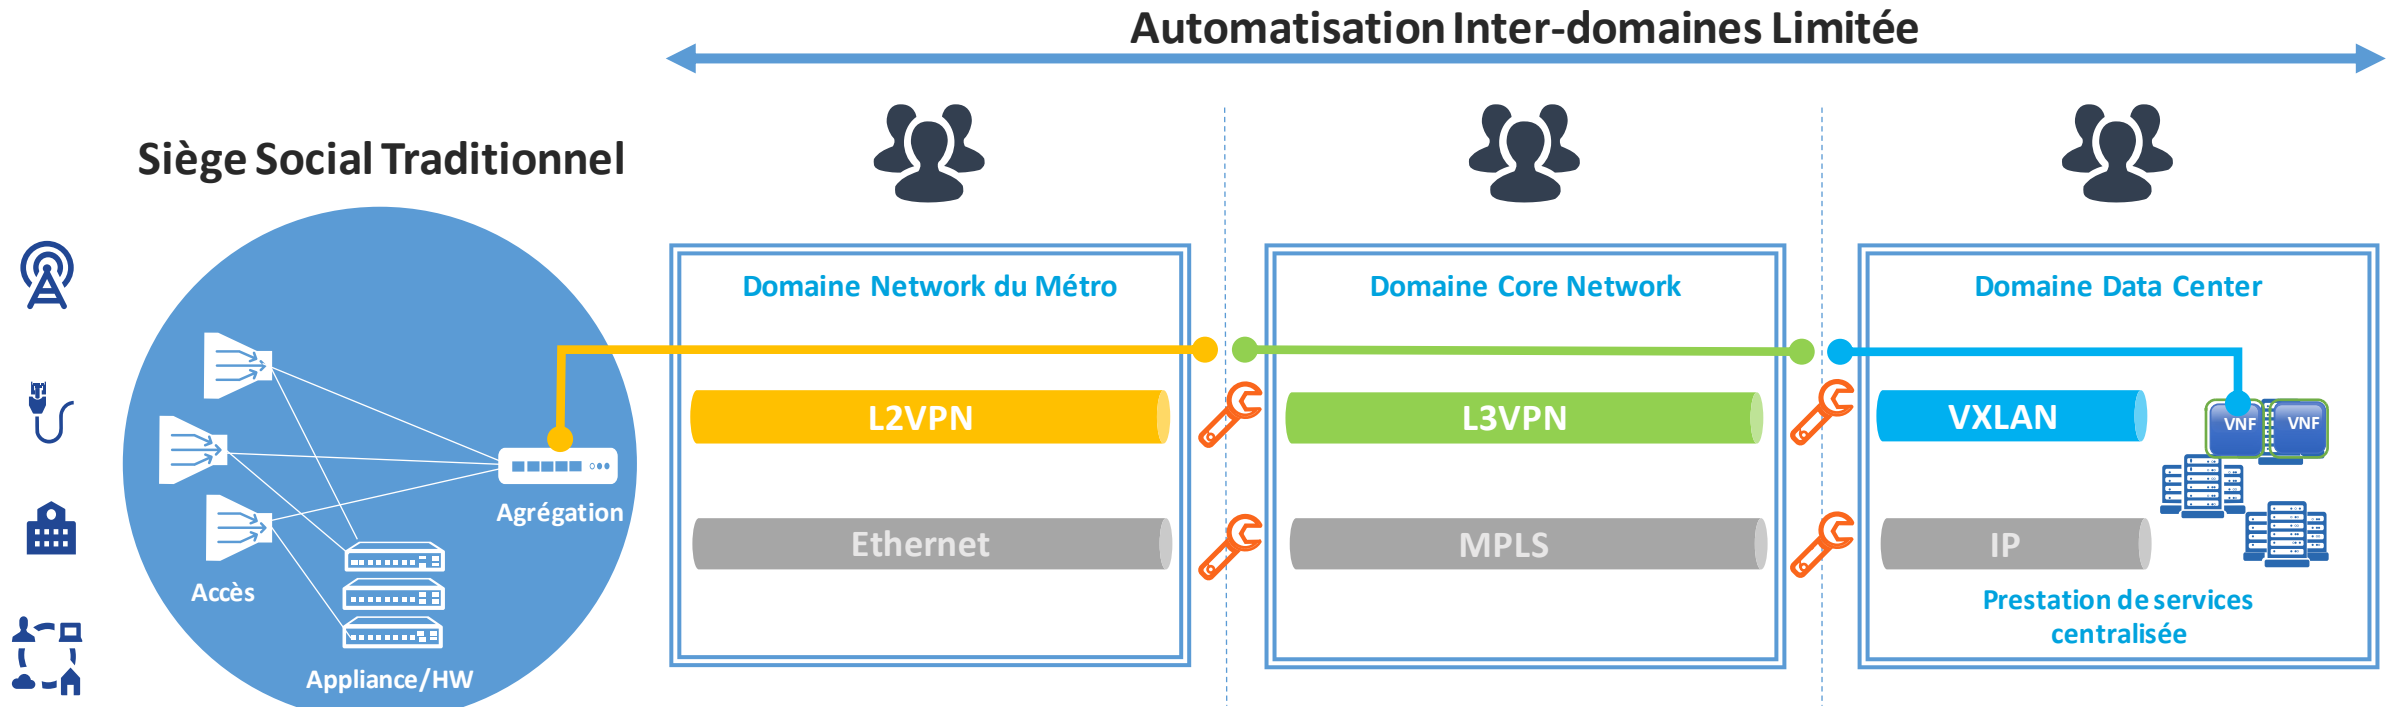 Automatisation Inter-domaines Limitée
Siège Social Traditionnel
Domaine Network du Métro
Domaine Core Network
Domaine Data Center
L2VPN
L3VPN
VXLAN
VNF
VNF
Agrégation
Ethernet
MPLS
IP
Accès
Prestation de services
centralisée
Appliance/HW